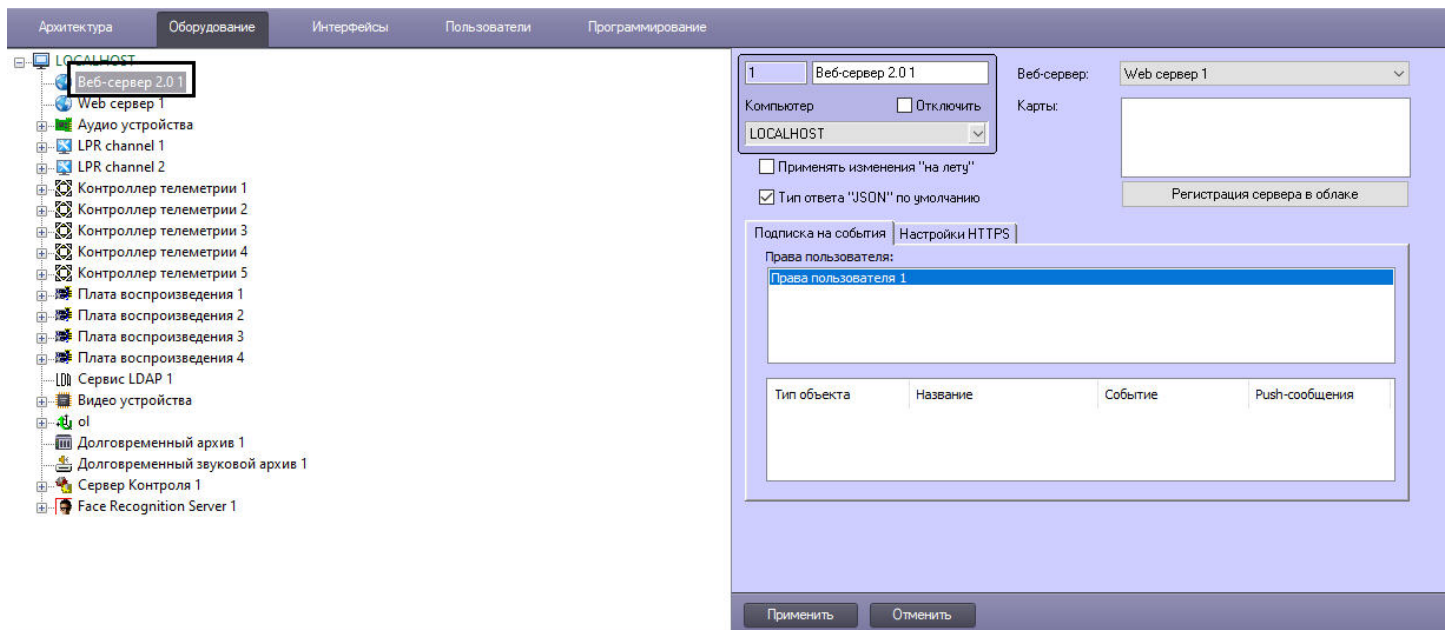 Архитектура Оборудование Интерфейсы Пользователи Программирование
LOCALHOST
Веб-сервер 2.0 1
Web сервер 1
Аудио устройства
LPR channel 1
LPR channel 2
Контроллер телеметрии 1
Контроллер телеметрии 2
Контроллер телеметрии 3
Контроллер телеметрии 4
Контроллер телеметрии 5
Плата воспроизведения 1
Плата воспроизведения 2
Плата воспроизведения 3
Плата воспроизведения 4
Сервис LDAP 1
Видео устройства
ol
Долговременный архив 1
Долговременный звуковой архив 1
Сервер Контроля 1
Face Recognition Server 1
1 Веб-сервер 2.0 1
Компьютер Отключить
LOCALHOST
Применять изменения "на лету"
Тип ответа "JSON" по умолчанию
Веб-сервер: Web сервер 1
Карты:
Регистрация сервера в облаке
Подписка на события Настройки HTTPS
Права пользователя:
Права пользователя 1
Тип объекта Название Событие Push-сообщения
Применить Отменить